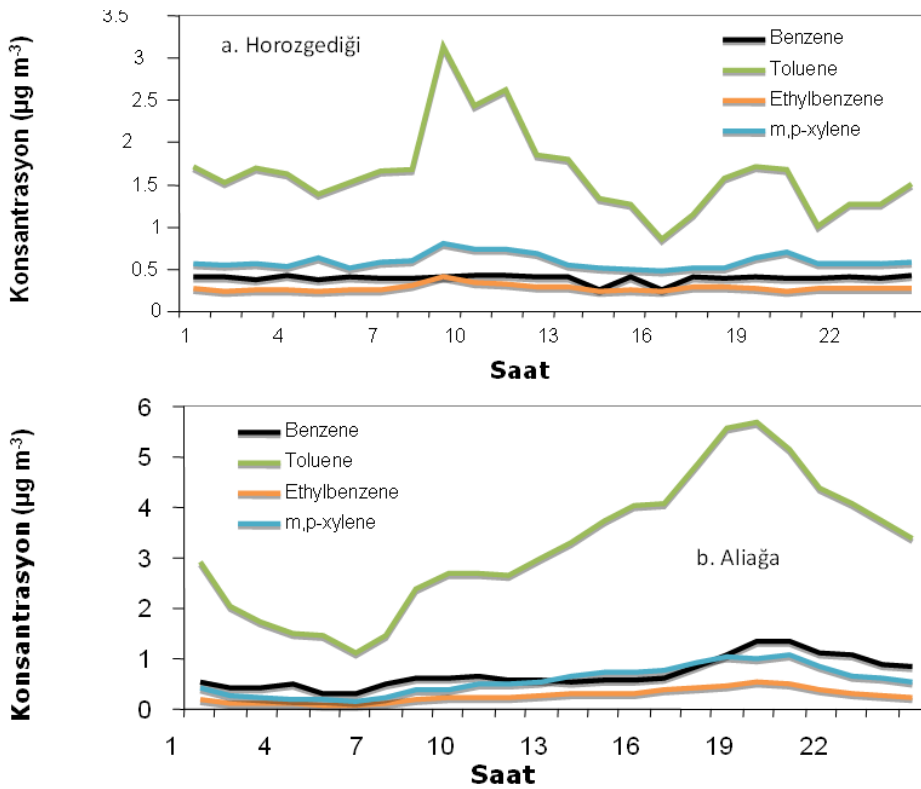 3.5
3
2.5
2
1.5
1
0.5
0
Konsantrasyon (µg m-3)
a. Horozgediği
Benzene
Toluene
Ethylbenzene
m,p-xylene
1 4 7 10 13 16 19 22
Saat
6
5
4
3
2
1
0
Konsantrasyon (µg m-3)
Benzene
Toluene
Ethylbenzene
m,p-xylene
b. Aliağa
1 4 7 10 13 16 19 22
Saat